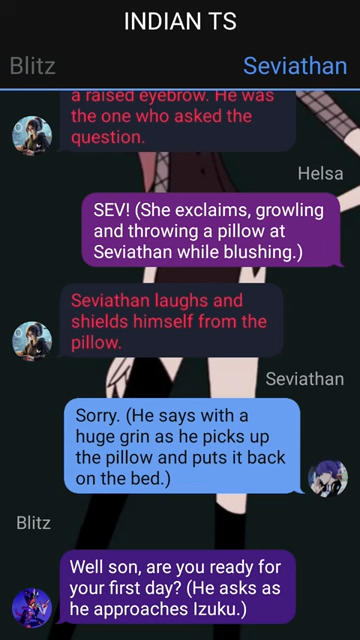 INDIAN TS
Blitz
Seviathan
a raised eyebrow. He was
the one who asked the
question.
Helsa
SEV! (She exclaims, growling
and throwing a pillow at
Seviathan while blushing.)
Seviathan laughs and
shields himself from the
pillow.
Seviathan
Sorry. (He says with a
huge grin as he picks up
the pillow and puts it back
on the bed.)
Blitz
Well son, are you ready for
your first day? (He asks as
he approaches Izuku.)